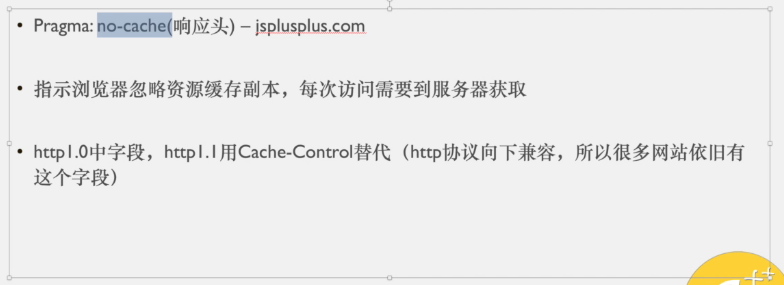 • Pragma: no-cache(响应头) – jsplusplus.com
• 指示浏览器忽略资源缓存副本，每次访问需要到服务器获取
• http1.0中字段，http1.1用Cache-Control替代（http协议向下兼容，所以很多网站依旧有
这个字段）